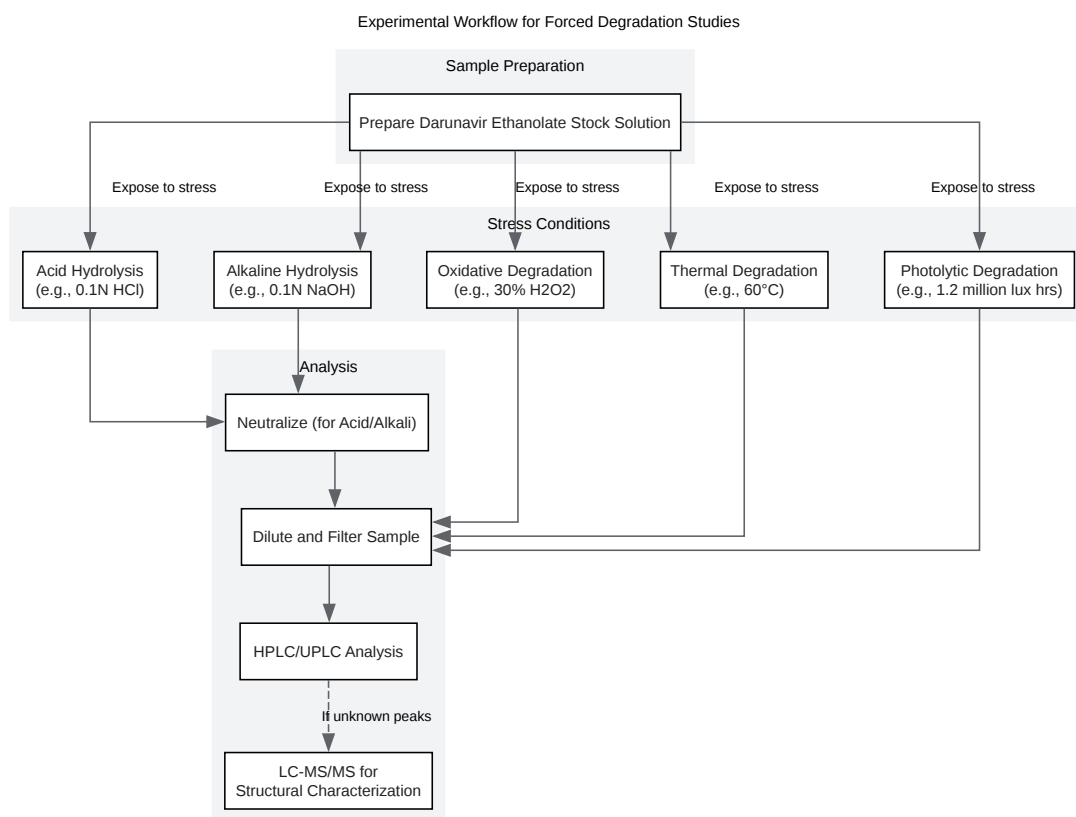 Experimental Workflow for Forced Degradation Studies
Sample Preparation
Prepare Darunavir Ethanolate Stock Solution
Expose to stress
Expose to stress
Expose to stress
Expose to stress
Expose to stress
Stress Conditions
Acid Hydrolysis
(e.g., 0.1N HCl)
Alkaline Hydrolysis
(e.g., 0.1N NaOH)
Oxidative Degradation
(e.g., 30% H2O2)
Thermal Degradation
(e.g., 60°C)
Photolytic Degradation
(e.g., 1.2 million lux hrs)
Analysis
Neutralize (for Acid/Alkali)
Dilute and Filter Sample
HPLC/UPLC Analysis
If unknown peaks
LC-MS/MS for
Structural Characterization